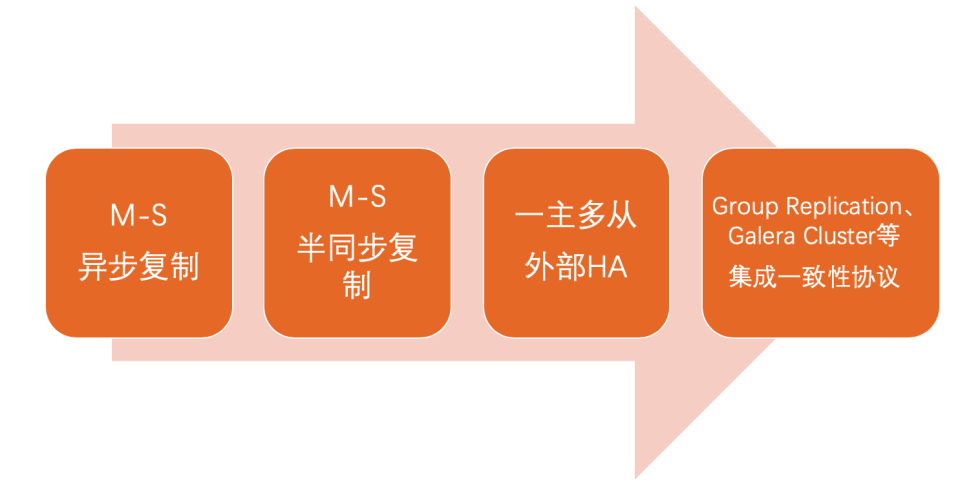 M-S
异步复制
M-S
半同步复
制
一主多从
外部HA
Group Replication、
Galera Cluster等
集成一致性协议